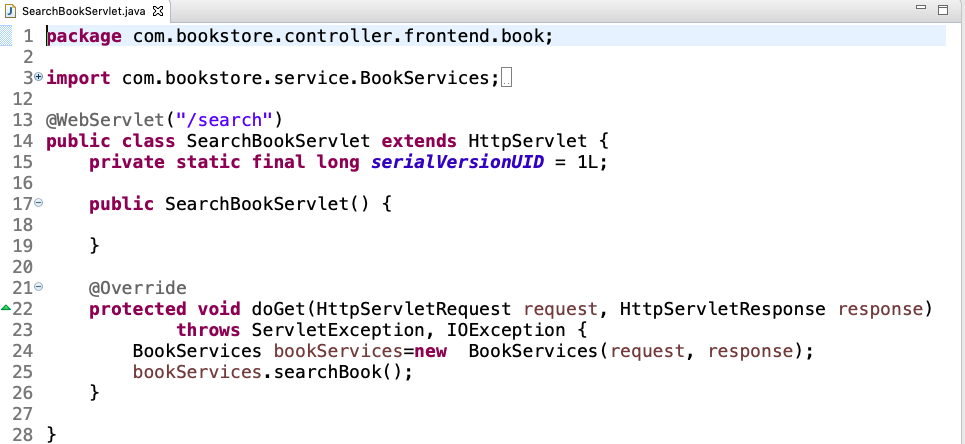 SearchBookServlet.java
1 package com.bookstore.controller.frontend.book;
2
3 import com.bookstore.service.BookServices;
12
13 @WebServlet("/search")
14 public class SearchBookServlet extends HttpServlet {
15     private static final long serialVersionUID = 1L;
16
17     public SearchBookServlet() {
18
19     }
20
21     @Override
22     protected void doGet(HttpServletRequest request, HttpServletResponse response)
23             throws ServletException, IOException {
24         BookServices bookServices=new  BookServices(request, response);
25         bookServices.searchBook();
26     }
27
28 }